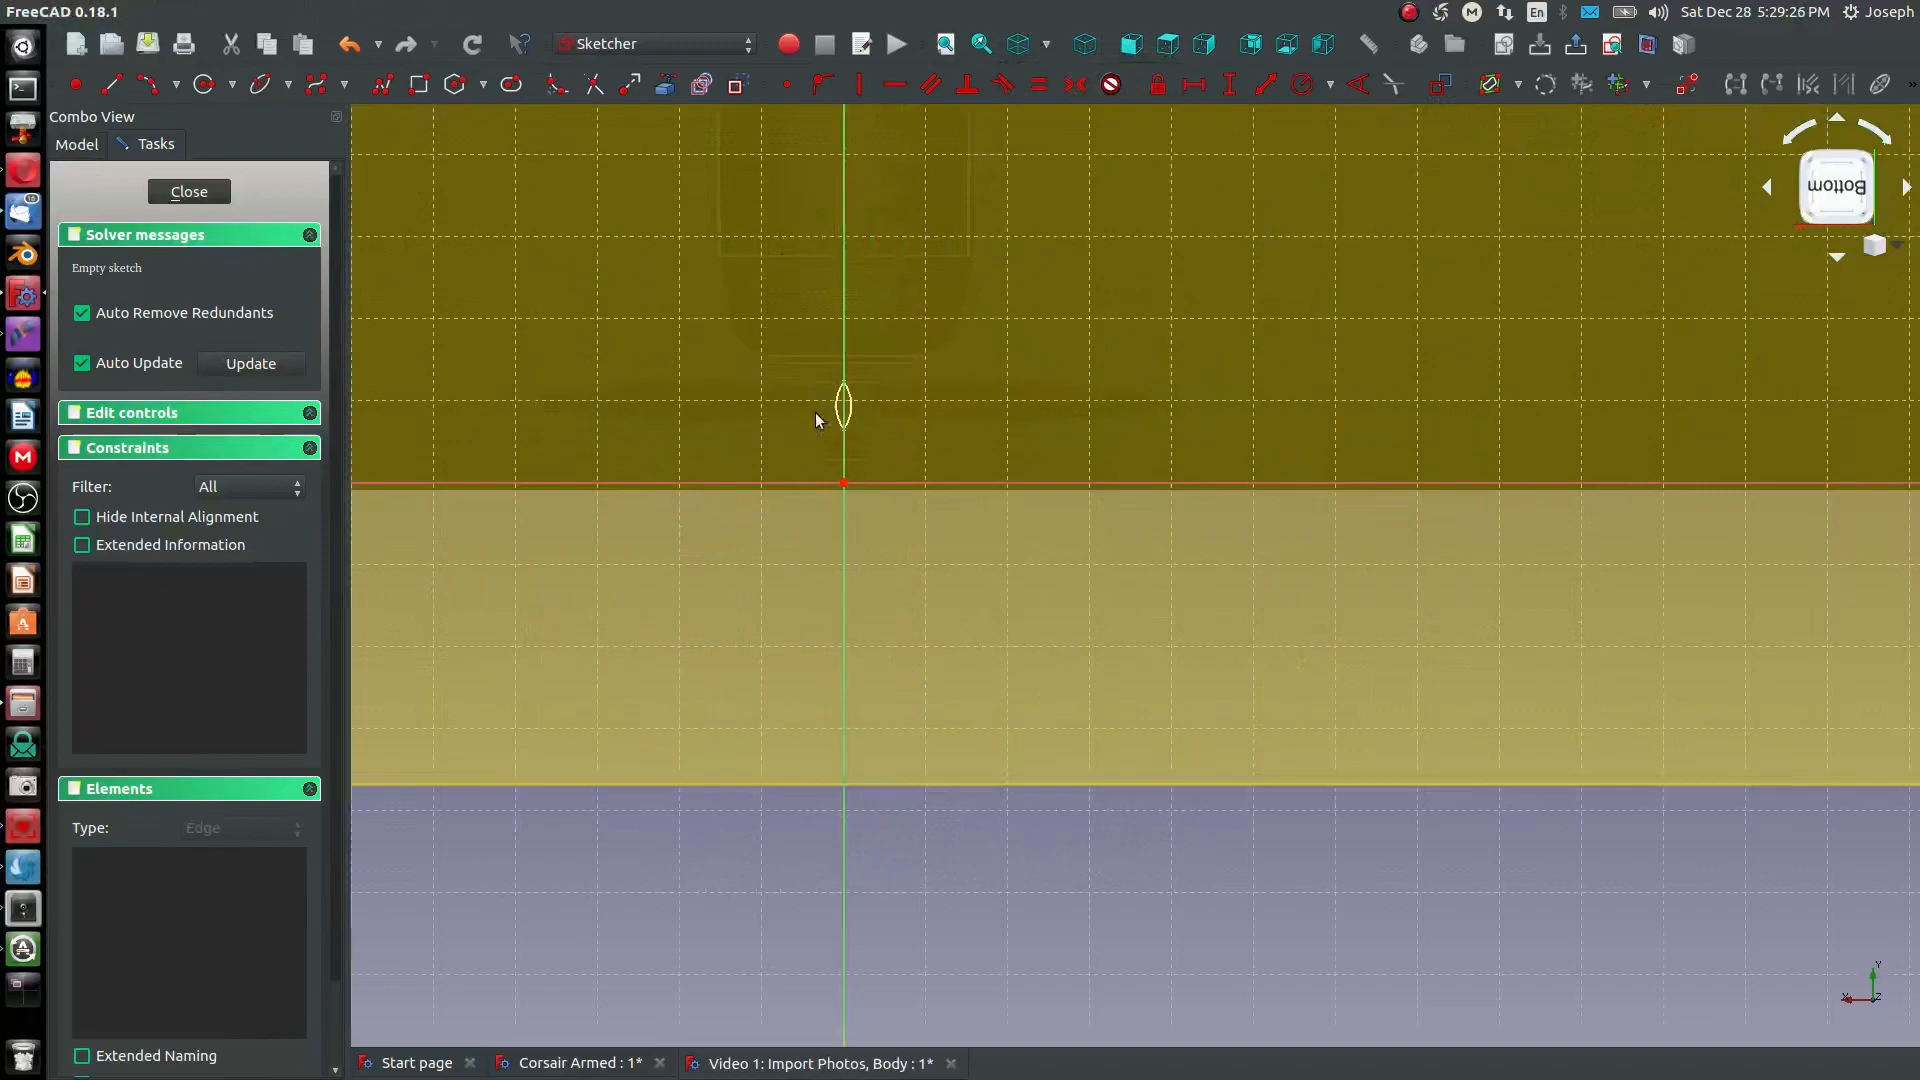 FreeCAD 0.18.1
En
Sat Dec 28 5:29:26 PM
Joseph
Sketcher
Combo View
Model
Tasks
Close
Solver messages
Empty sketch
Auto Remove Redundants
Auto Update
Update
Edit controls
Constraints
Filter:
All
Hide Internal Alignment
Extended Information
Elements
Type:
Edge
Extended Naming
Bottom
Y
X
Z
Start page
Corsair Armed : 1*
Video 1: Import Photos, Body : 1*